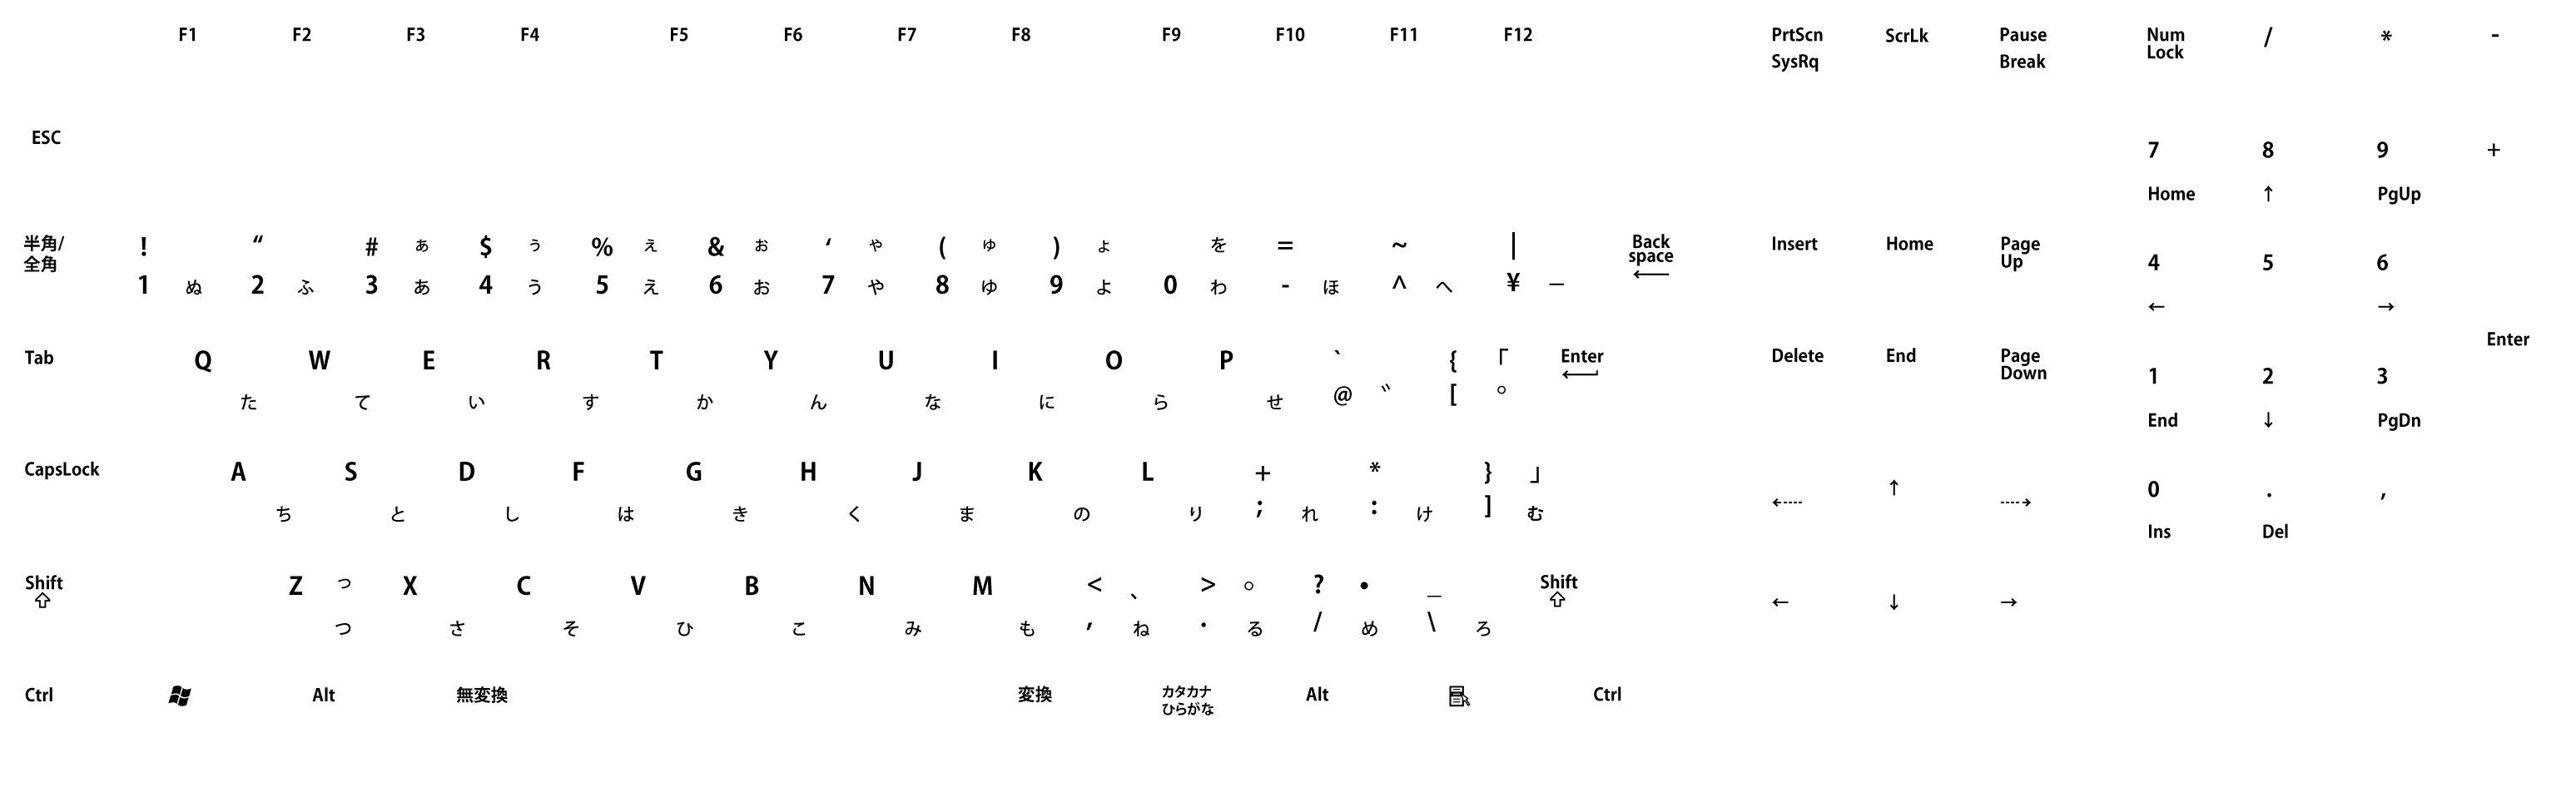 F1 F2 F3 F4 F5 F6 F7 F8 F9 F10 F11 F12 PrtScn ScrLk Pause Num / * -
SysRq Break Lock
ESC 7 8 9 +
Home ↑ PgUp
半角/ ! “ # ぁ $ ぅ % ぇ & ぉ ‘ ゃ ( ゅ ) ょ を = ~ | Back Insert Home Page 4 5 6
全角 1 ぬ 2 ふ 3 あ 4 う 5 え 6 お 7 や 8 ゆ 9 よ 0 わ - ほ ^ へ ¥ ー space Up
← ← →
Tab Q W E R T Y U I O P ` { 「 Enter Delete End Page 1 2 3 Enter
た て い す か ん な に ら せ @ ゛ [ ゜ ← Down
End ↓ PgDn
CapsLock A S D F G H J K L + * } 」 ← ↑ → 0 . ,
ち と し は き く ま の り ; れ : け ] む Ins Del
Shift Z っ X C V B N M < 、 > 。 ? ・ _ Shift ← ↓ →
⇧ つ さ そ ひ こ み も , ね . る / め \ ろ ⇧
Ctrl Alt 無変換 変換 カタカナ Alt Ctrl
ひらがな